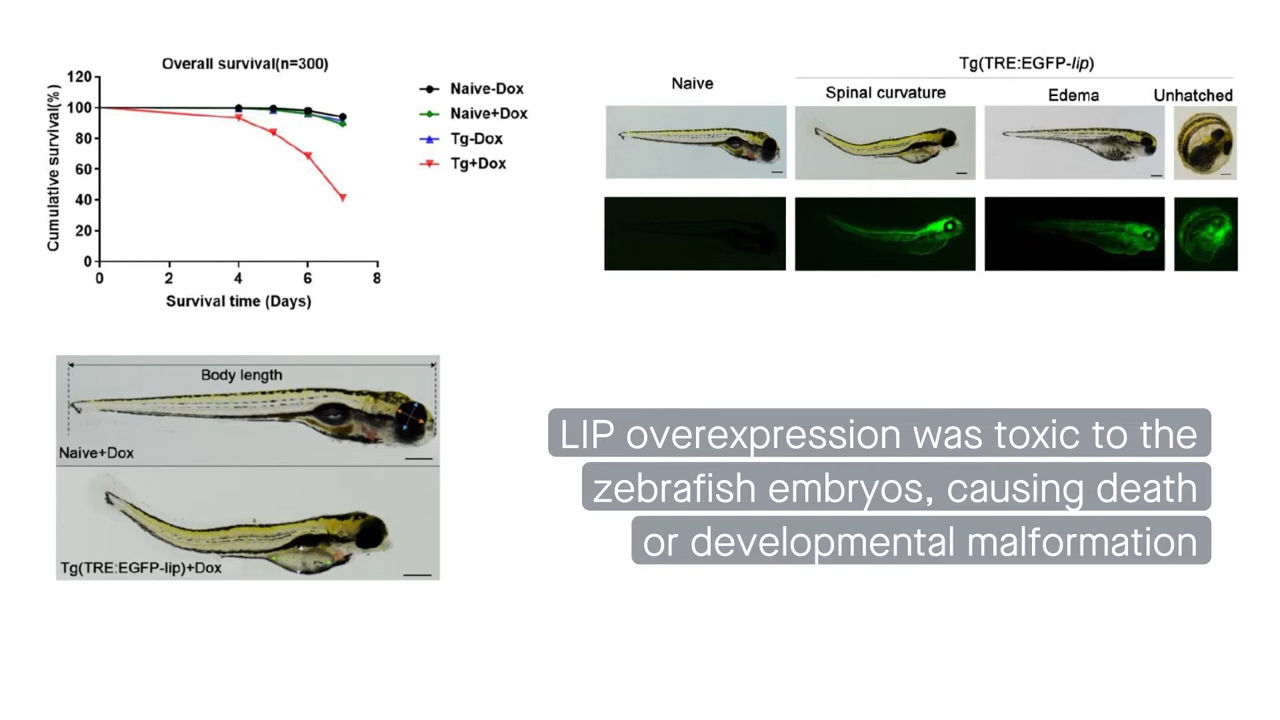 Overall survival(n=300)
Cumulative survival(%)
120
100
80
60
40
20
0
0 2 4 6 8
Survival time (Days)
Naive-Dox
Naive+Dox
Tg-Dox
Tg+Dox
Tg(TRE:EGFP-lip)
Naive
Spinal curvature
Edema
Unhatched
Body length
Naive+Dox
Tg(TRE:EGFP-lip)+Dox
LIP overexpression was toxic to the
zebrafish embryos, causing death
or developmental malformation